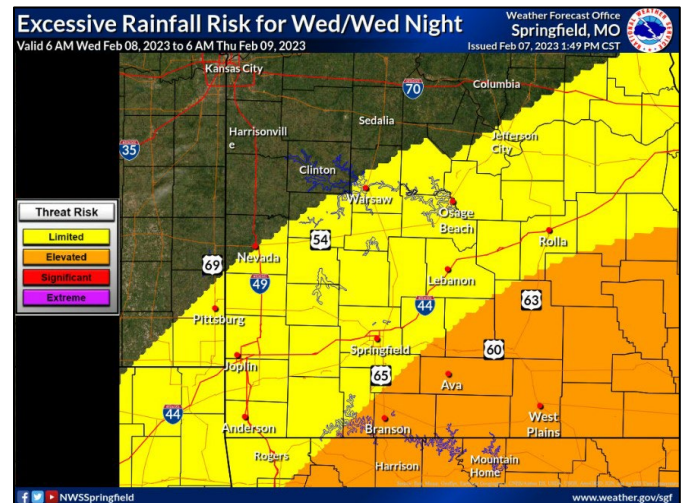 Excessive Rainfall Risk for Wed/Wed Night
Valid 6 AM Wed Feb 08, 2023 to 6 AM Thu Feb 09, 2023
Weather Forecast Office
Springfield, MO
Issued Feb 07, 2023 1:49 PM CST
Kansas City
70
Columbia
Sedalia
Harrisonvill
e
Jefferson
City
35
Clinton
Warsaw
Osage
Beach
Threat Risk
Limited
Elevated
Significant
Extreme
54
Rolla
Nevada
69
49
Lebanon
63
44
Pittsburg
Springfield
60
Joplin
65
Ava
44
Anderson
Branson
West
Plains
Rogers
Harrison
Mountain
Home
NWSSpringfield
www.weather.gov/sgf